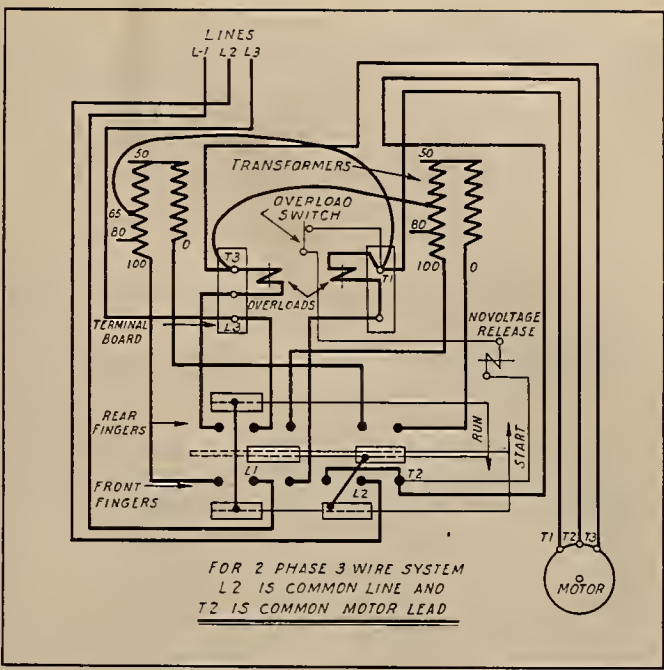 LINES
L-1 L2 L3
50
TRANSFORMERS
50
OVERLOAD
SWITCH
65
80
80
100
0
100
0
T3
T1
OVERLOADS
L3
TERMINAL
BOARD
NOVOLTAGE
RELEASE
REAR
FINGERS
RUN
START
L1
T2
FRONT
FINGERS
L2
T1 T2 T3
MOTOR
FOR 2 PHASE 3 WIRE SYSTEM
L2 IS COMMON LINE AND
T2 IS COMMON MOTOR LEAD